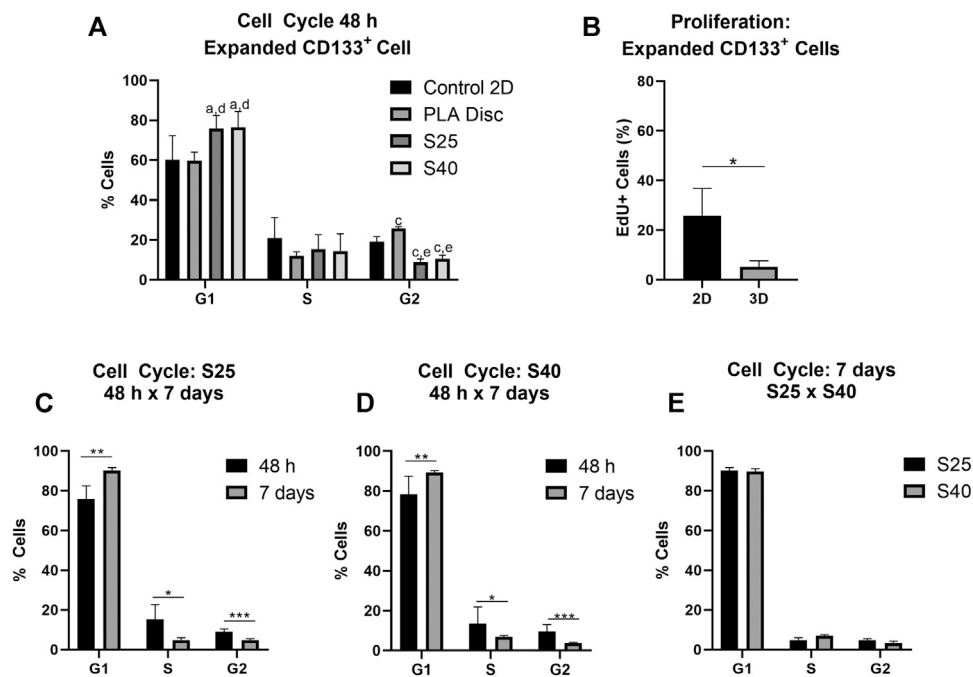 A
Cell Cycle 48 h
Expanded CD133⁺ Cell
% Cells
100
80
60
40
20
0
a,d a,d
c
c,e c,e
G1 S G2
Control 2D
PLA Disc
S25
S40
B
Proliferation:
Expanded CD133⁺ Cells
EdU+ Cells (%)
80
60
40
20
0
*
2D 3D
C
Cell Cycle: S25
48 h x 7 days
% Cells
100
80
60
40
20
0
**
*
***
G1 S G2
48 h
7 days
D
Cell Cycle: S40
48 h x 7 days
% Cells
100
80
60
40
20
0
**
*
***
G1 S G2
48 h
7 days
E
Cell Cycle: 7 days
S25 x S40
% Cells
100
80
60
40
20
0
G1 S G2
S25
S40